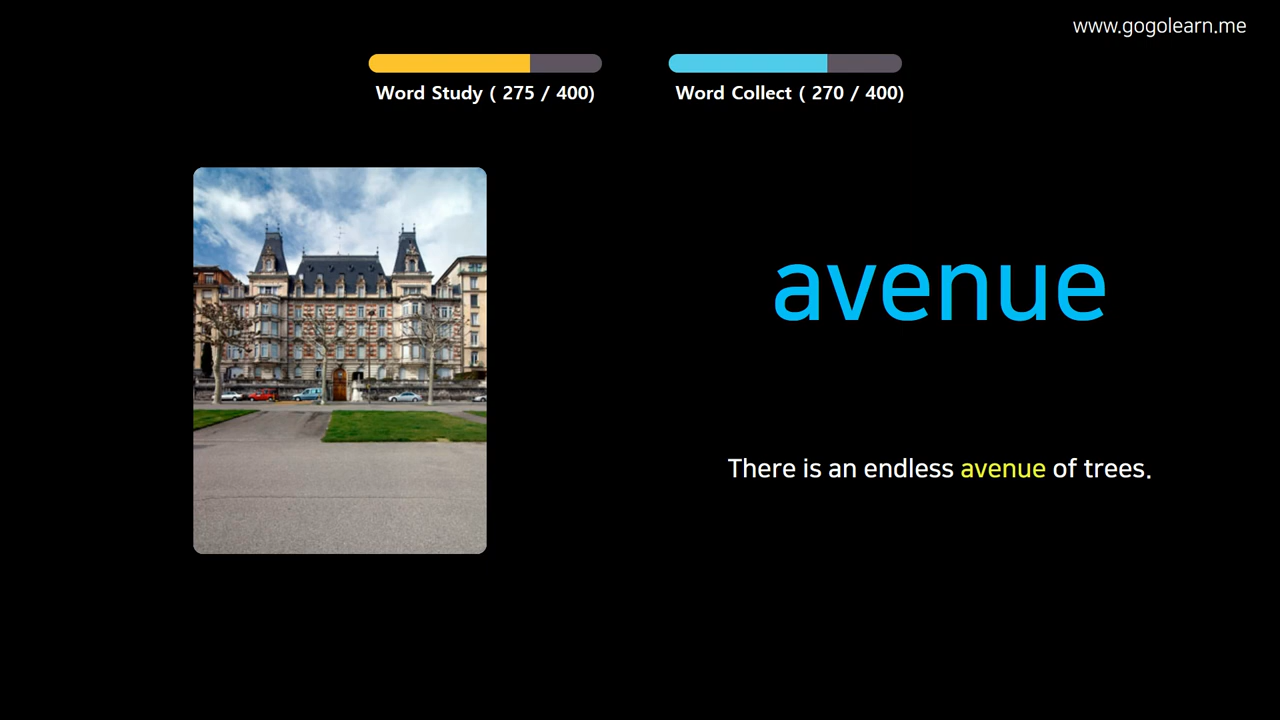 www.gogolearn.me
Word Study ( 275 / 400)
Word Collect ( 270 / 400)
avenue
There is an endless avenue of trees.